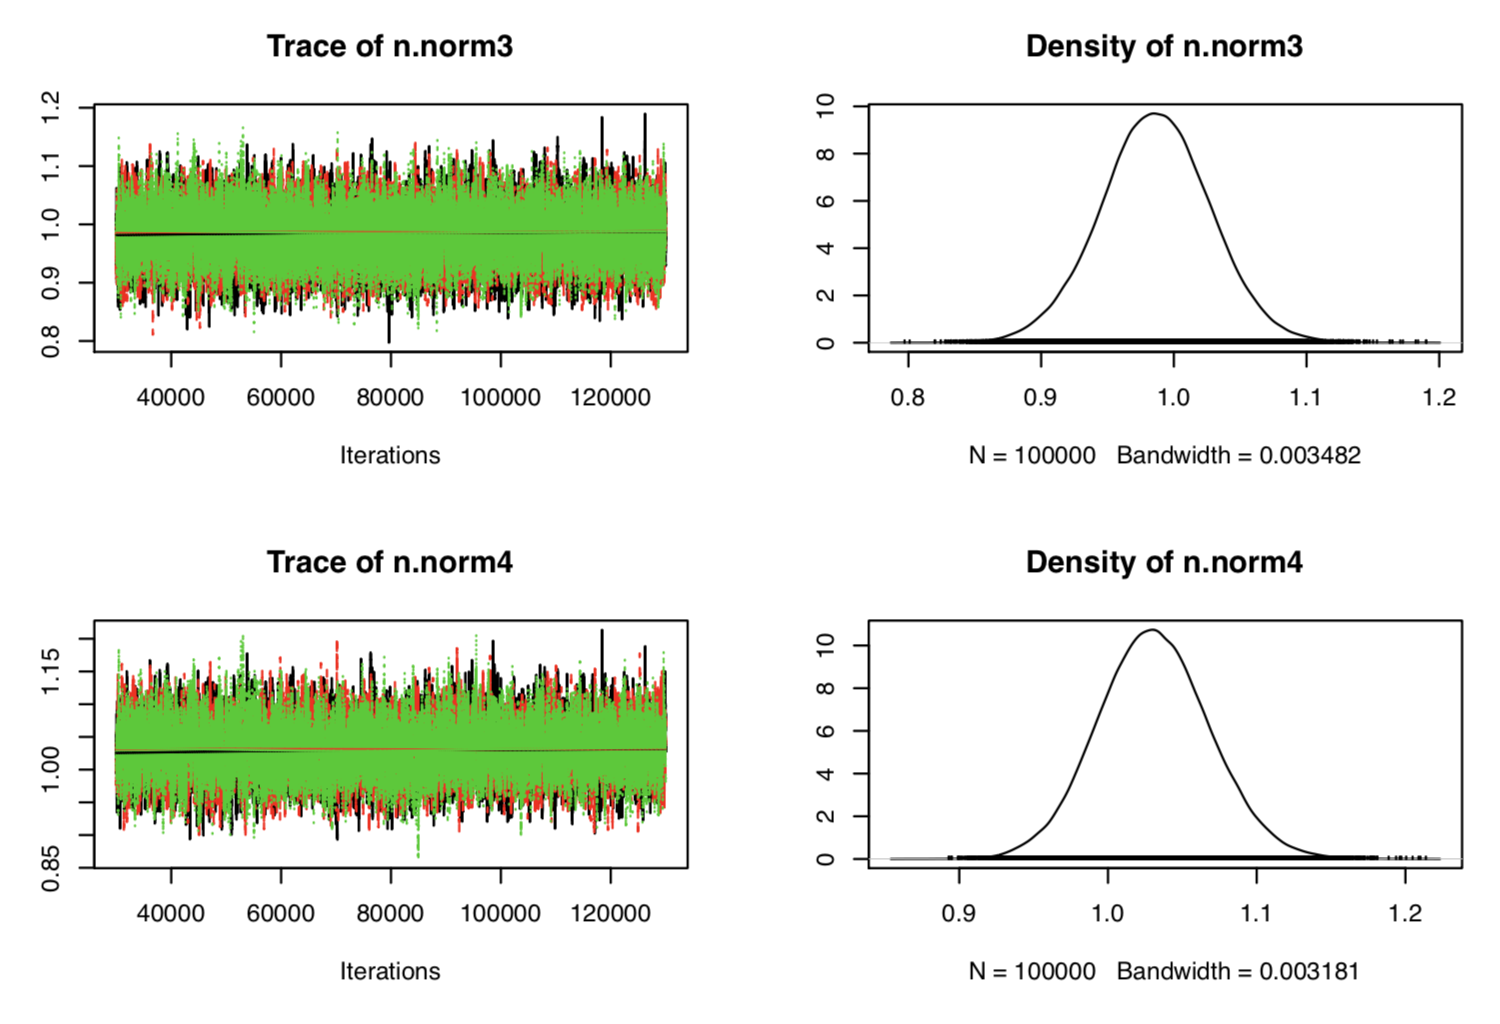 Trace of n.norm3
1.2
1.1
1.0
0.9
0.8
40000 60000 80000 100000 120000
Iterations
Density of n.norm3
10
8
6
4
2
0
0.8 0.9 1.0 1.1 1.2
N = 100000 Bandwidth = 0.003482
Trace of n.norm4
1.15
1.00
0.85
40000 60000 80000 100000 120000
Iterations
Density of n.norm4
10
8
6
4
2
0
0.9 1.0 1.1 1.2
N = 100000 Bandwidth = 0.003181